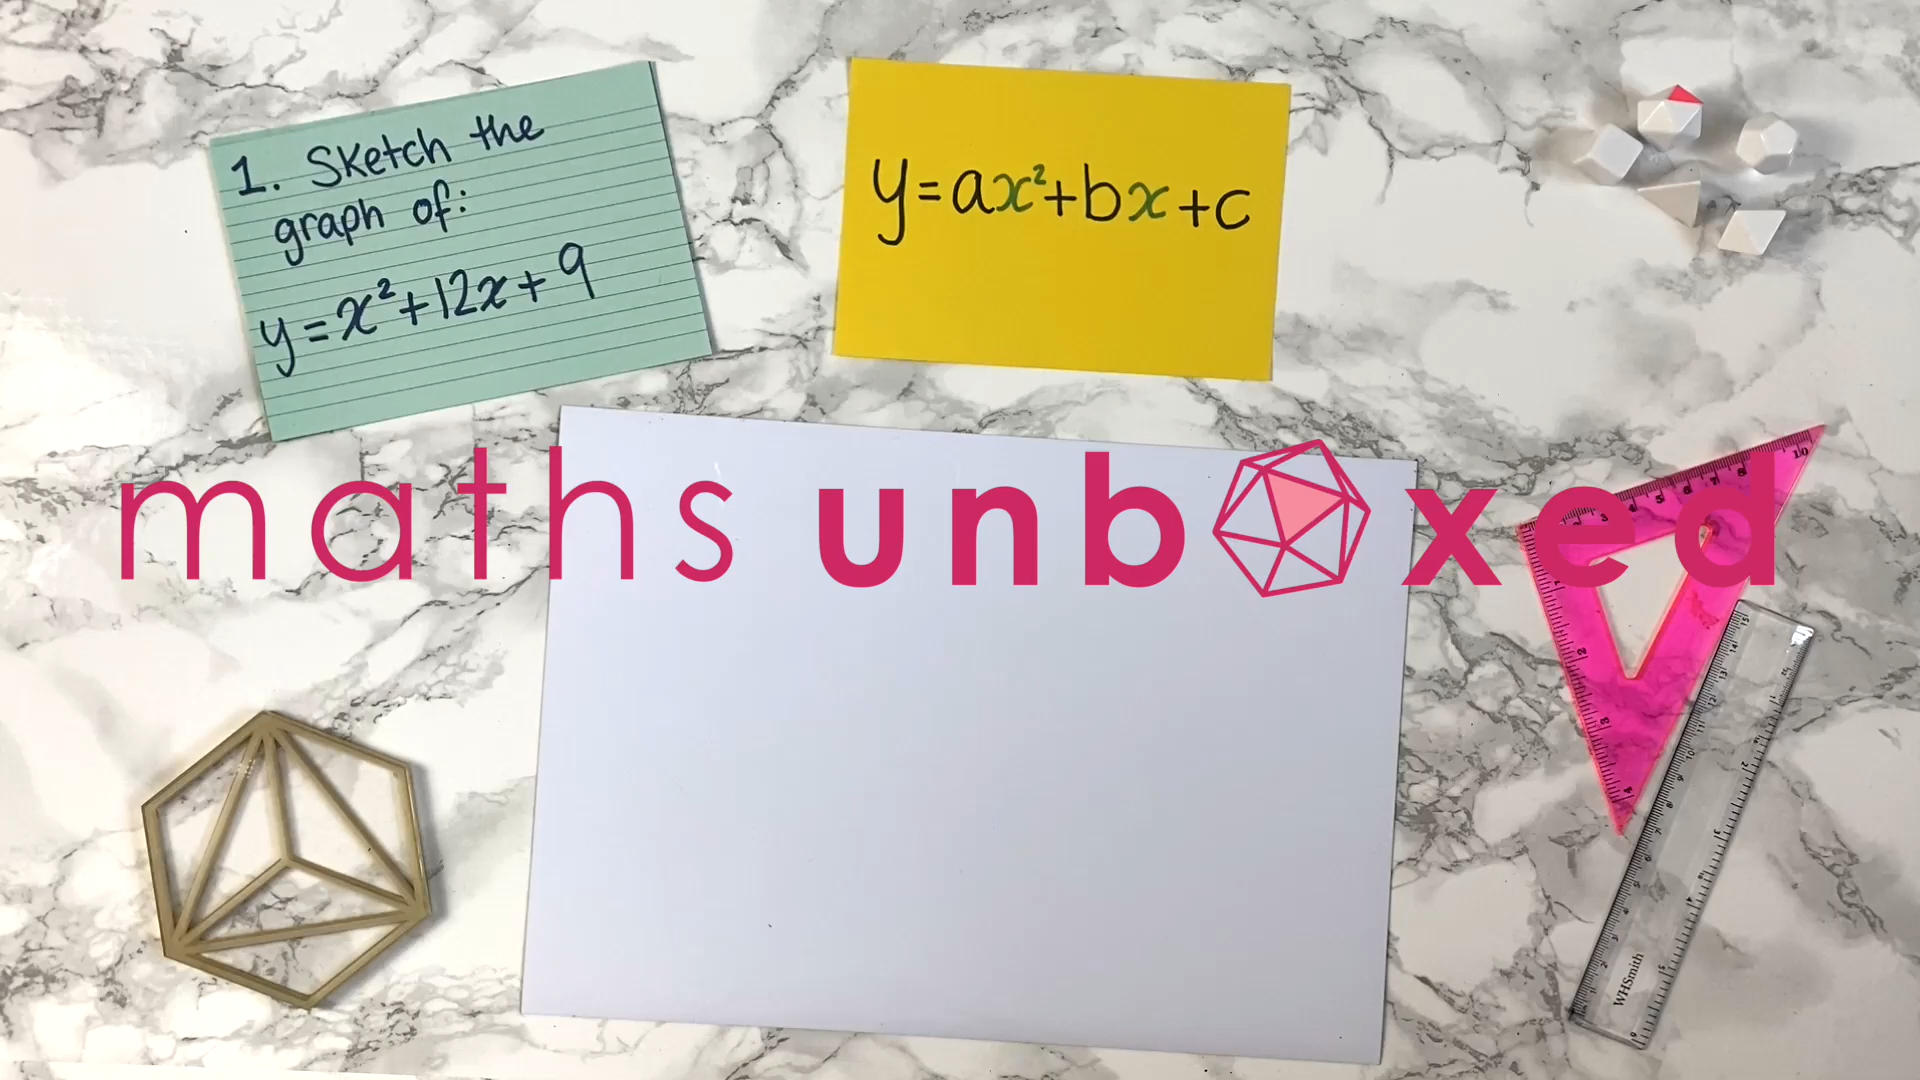 1. Sketch the
graph of:
y=x²+12x+9
y=ax²+bx+c
maths unboxed
WHSmith